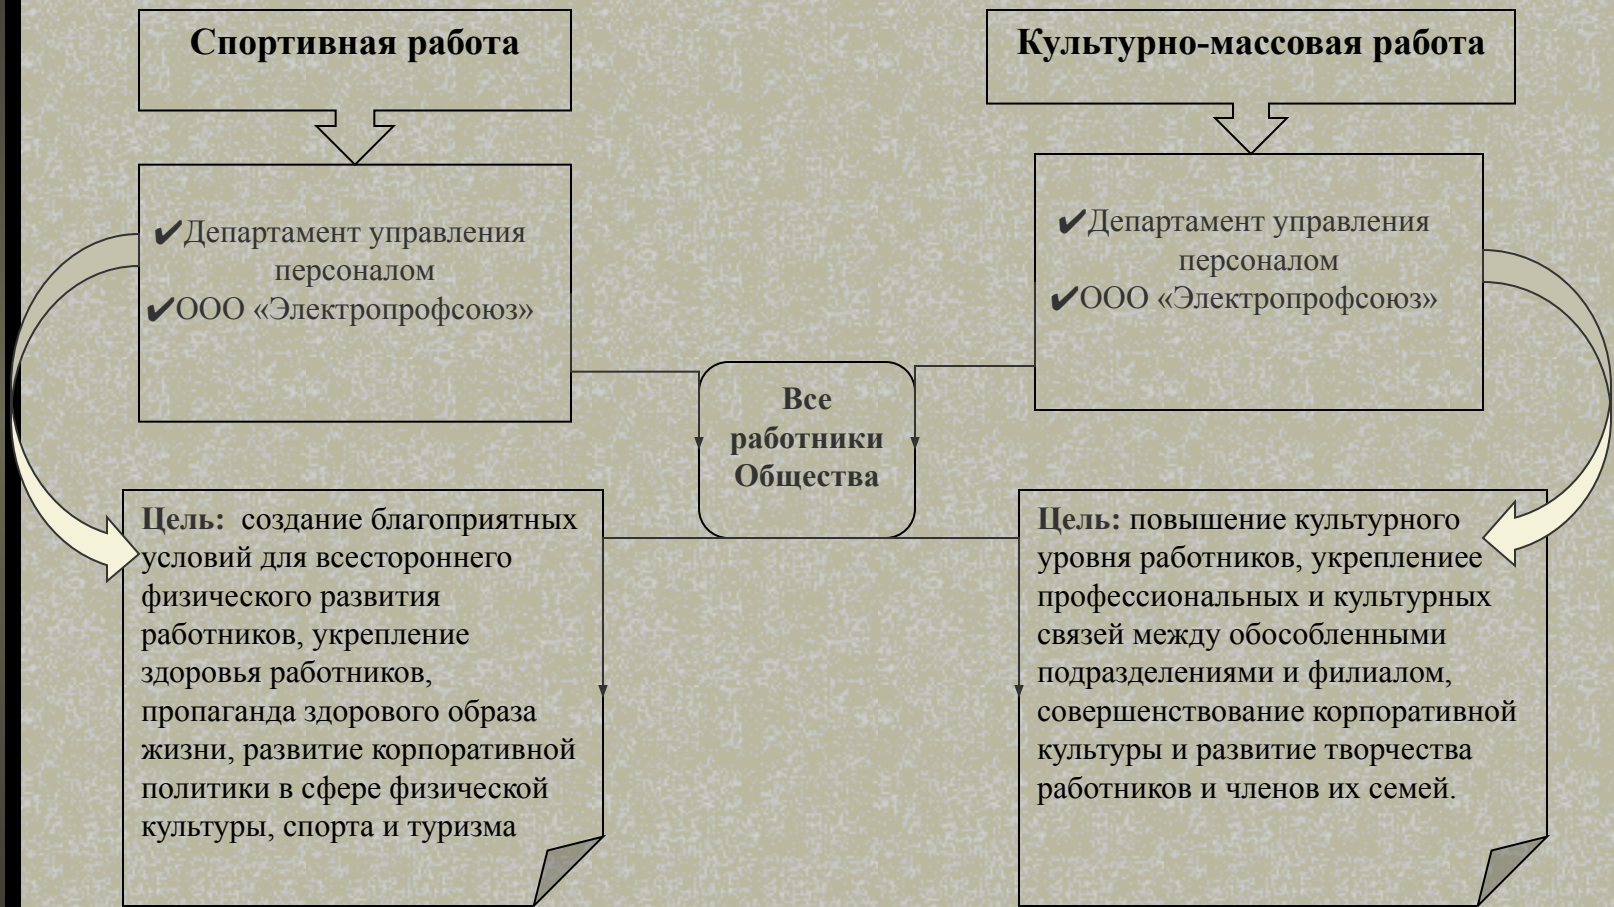 Спортивная работа
Культурно-массовая работа
✔Департамент управления
персоналом
✔ООО «Электропрофсоюз»
✔Департамент управления
персоналом
✔ООО «Электропрофсоюз»
Все
работники
Общества
Цель: создание благоприятных
условий для всестороннего
физического развития
работников, укрепление
здоровья работников,
пропаганда здорового образа
жизни, развитие корпоративной
политики в сфере физической
культуры, спорта и туризма
Цель: повышение культурного
уровня работников, укреплениее
профессиональных и культурных
связей между обособленными
подразделениями и филиалом,
совершенствование корпоративной
культуры и развитие творчества
работников и членов их семей.